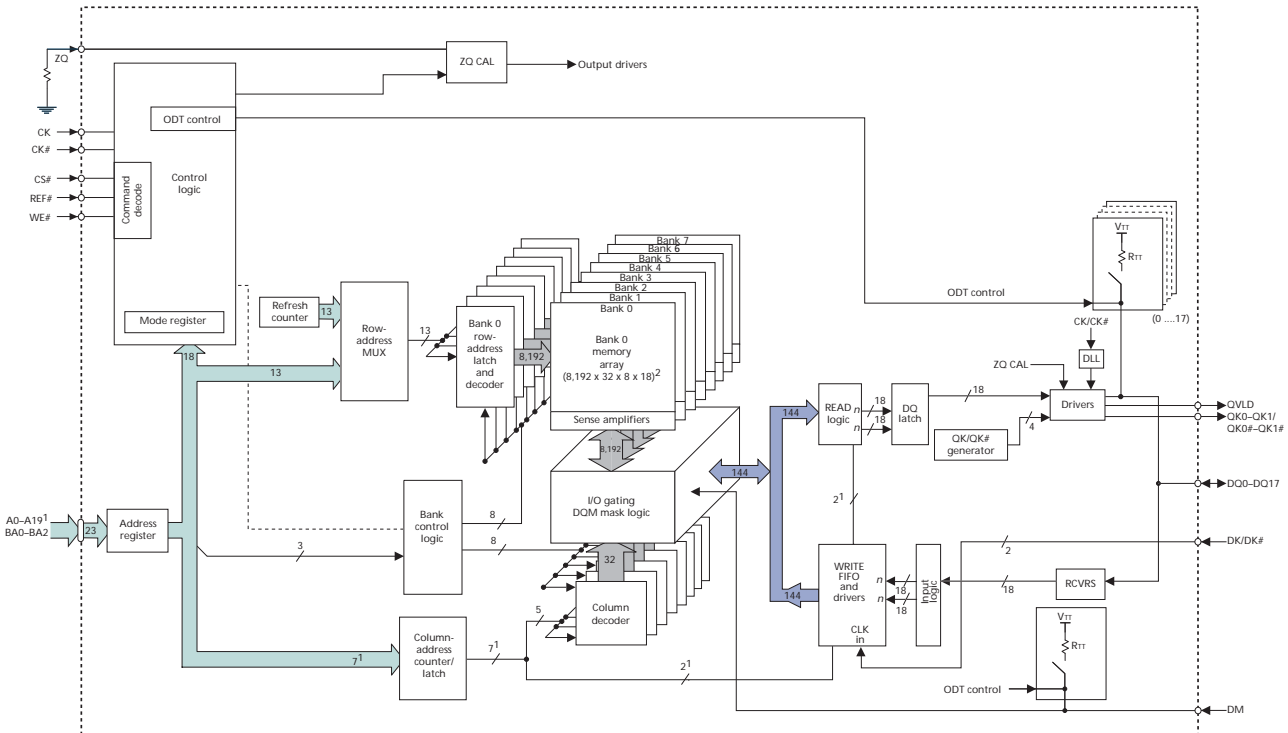 ZQ
ZQ CAL
Output drivers
ODT control
CK
CK#
Control
logic
CS#
Command
decode
REF#
WE#
Bank 7
Bank 6
Bank 5
Bank 4
Bank 3
Bank 2
Bank 1
Bank 0
VTT
RTT
ODT control
(0 ....17)
Mode register
Refresh
counter
13
Row-
address
MUX
13
Bank 0
row-
address
latch
and
decoder
8,192
Bank 0
memory
array
(8,192 x 32 x 8 x 18)2
CK/CK#
DLL
18
13
ZQ CAL
Sense amplifiers
8,192
144
READ
logic
n
n
18
18
DQ
latch
18
Drivers
4
QK/QK#
generator
QVLD
QK0–QK1/
QK0#–QK1#
144
DQ0–DQ17
A0–A191
BA0–BA2
23
Address
register
3
Bank
control
logic
8
8
I/O gating
DQM mask logic
21
2
DK/DK#
32
Column
decoder
144
WRITE
FIFO
and
drivers
n
n
CLK
in
18
18
Input
logic
18
RCVRS
5
VTT
RTT
71
Column-
address
counter/
latch
71
21
ODT control
DM